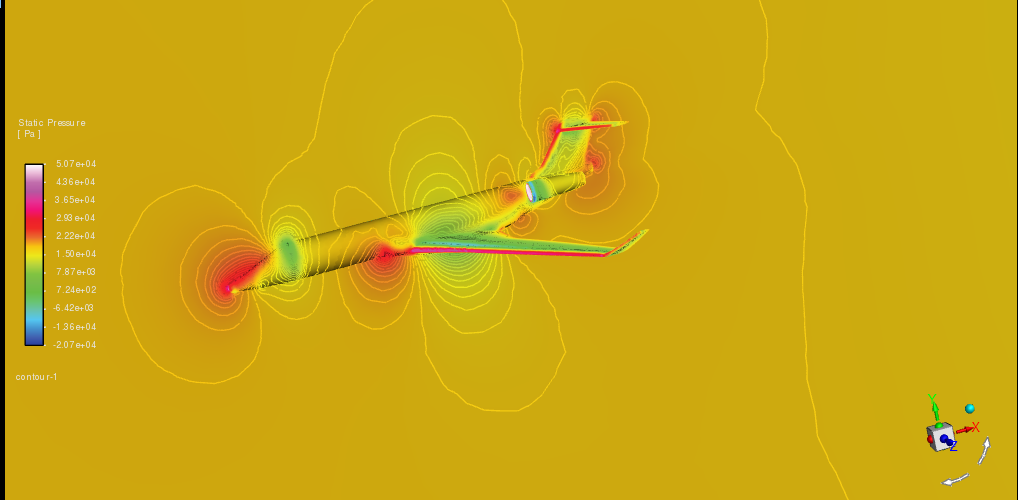 Static Pressure
[ Pa ]
5.07e+04
4.36e+04
3.65e+04
2.93e+04
2.22e+04
1.50e+04
7.87e+03
7.24e+02
-6.42e+03
-1.36e+04
-2.07e+04
contour-1
Y
X
Z